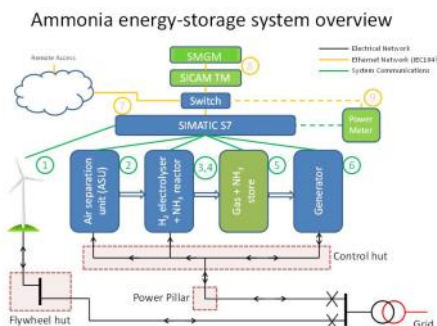 Ammonia energy-storage system overview
Electrical Network
Ethernet Network (IEC104)
System Communications
Remote Access
SMGM
8
SICAM TM
Switch
7
9
SIMATIC S7
Power
Meter
1
2
3,4
5
6
Air separation
unit (ASU)
H₂ electrolyser
+ NH₃ reactor
Gas + NH₃
store
Generator
Control hut
Power Pillar
Flywheel hut
Grid